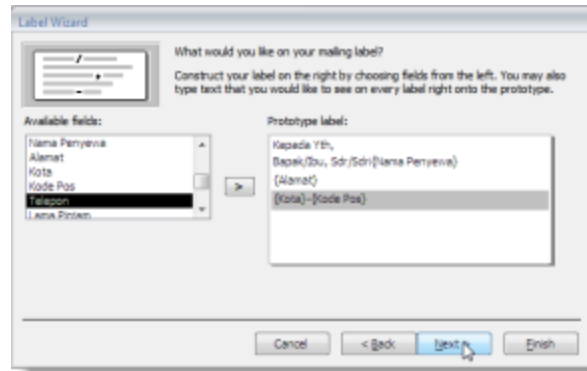 Label Wizard
What would you like on your mailing label?
Construct your label on the right by choosing fields from the left. You may also
type text that you would like to see on every label right onto the prototype.
Available fields:
Nama Penyewa
Alamat
Kota
Kode Pos
Telepon
Lama Pinjam
>
Prototype label:
Kepada Yth,
Bapak/Ibu, Sdr/Sdri{Nama Penyewa}
{Alamat}
{Kota}-{Kode Pos}
Cancel
< Back
Next >
Finish